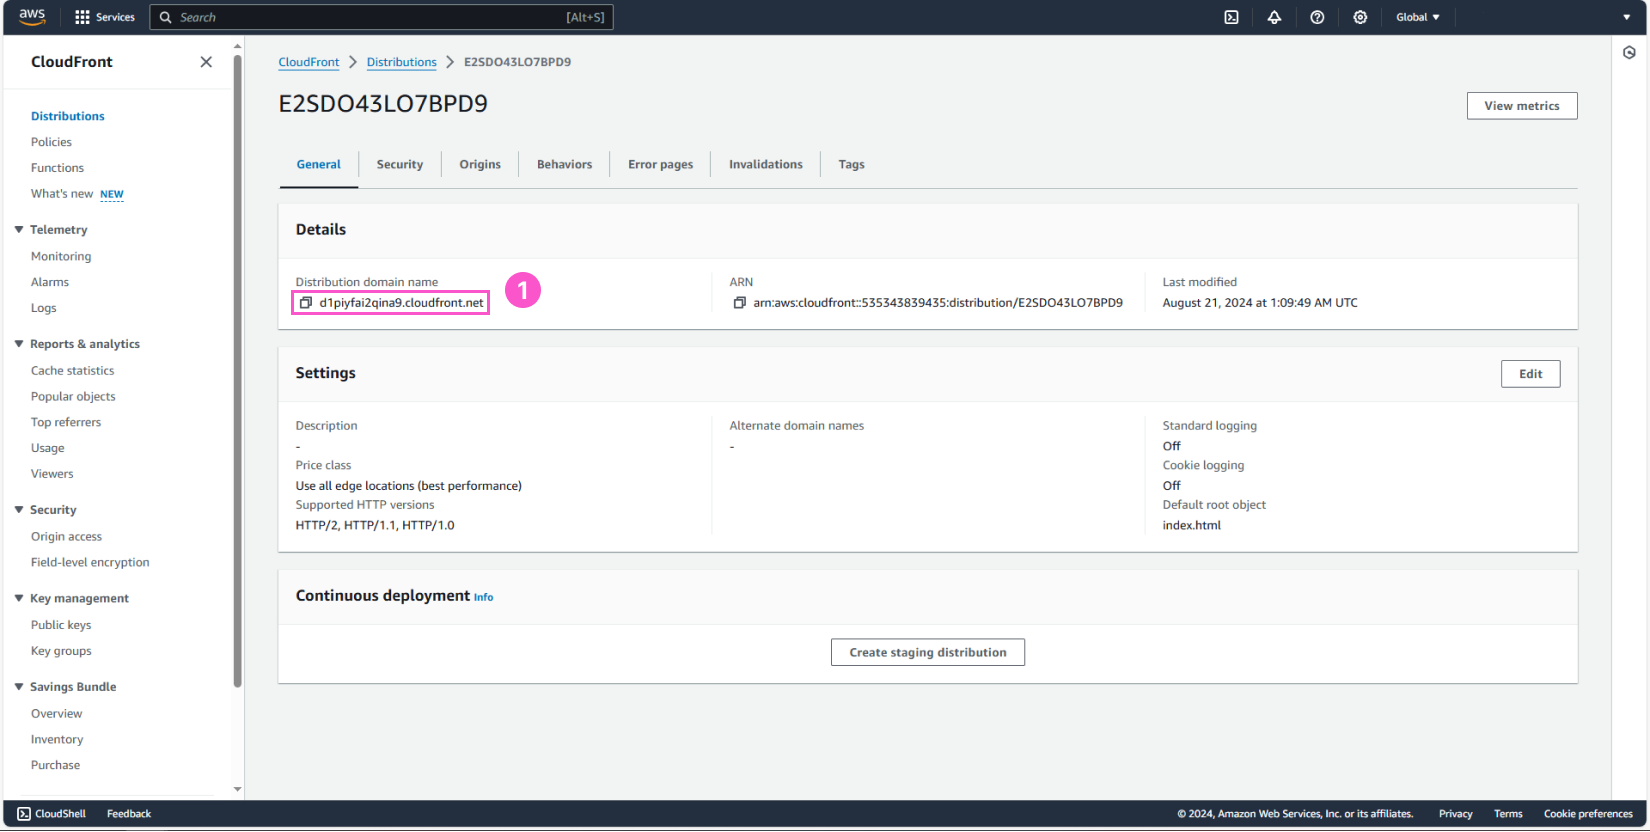 aws Services Search [Alt+S] Global
CloudFront
Distributions
Policies
Functions
What's new NEW
Telemetry
Monitoring
Alarms
Logs
Reports & analytics
Cache statistics
Popular objects
Top referrers
Usage
Viewers
Security
Origin access
Field-level encryption
Key management
Public keys
Key groups
Savings Bundle
Overview
Inventory
Purchase
CloudFront Distributions E2SDO43LO7BPD9
E2SDO43LO7BPD9
View metrics
General Security Origins Behaviors Error pages Invalidations Tags
Details
Distribution domain name
d1piyfai2qina9.cloudfront.net
1
ARN
arn:aws:cloudfront::535343839435:distribution/E2SDO43LO7BPD9
Last modified
August 21, 2024 at 1:09:49 AM UTC
Settings
Edit
Description
-
Price class
Use all edge locations (best performance)
Supported HTTP versions
HTTP/2, HTTP/1.1, HTTP/1.0
Alternate domain names
-
Standard logging
Off
Cookie logging
Off
Default root object
index.html
Continuous deployment Info
Create staging distribution
CloudShell Feedback © 2024, Amazon Web Services, Inc. or its affiliates. Privacy Terms Cookie preferences